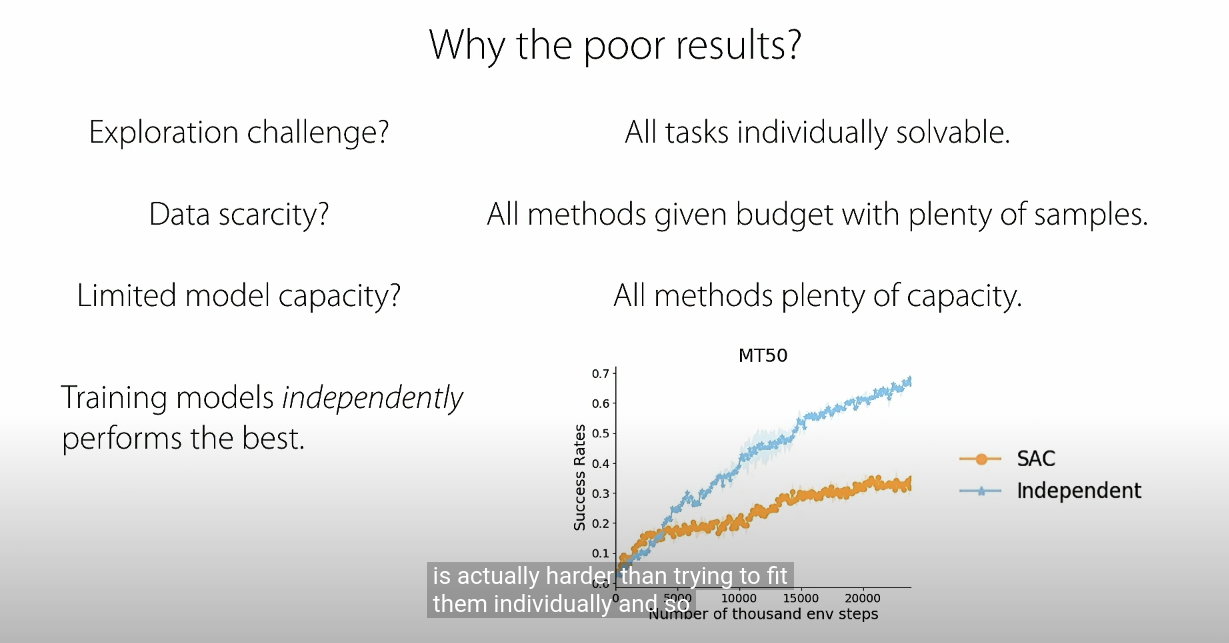 Why the poor results?
Exploration challenge?
All tasks individually solvable.
Data scarcity?
All methods given budget with plenty of samples.
Limited model capacity?
All methods plenty of capacity.
Training models independently
performs the best.
MT50
0.7
0.6
0.5
0.4
0.3
0.2
0.1
0.0
Success Rates
0 5000 10000 15000 20000
Number of thousand env steps
SAC
Independent
is actually harder than trying to fit
them individually and so